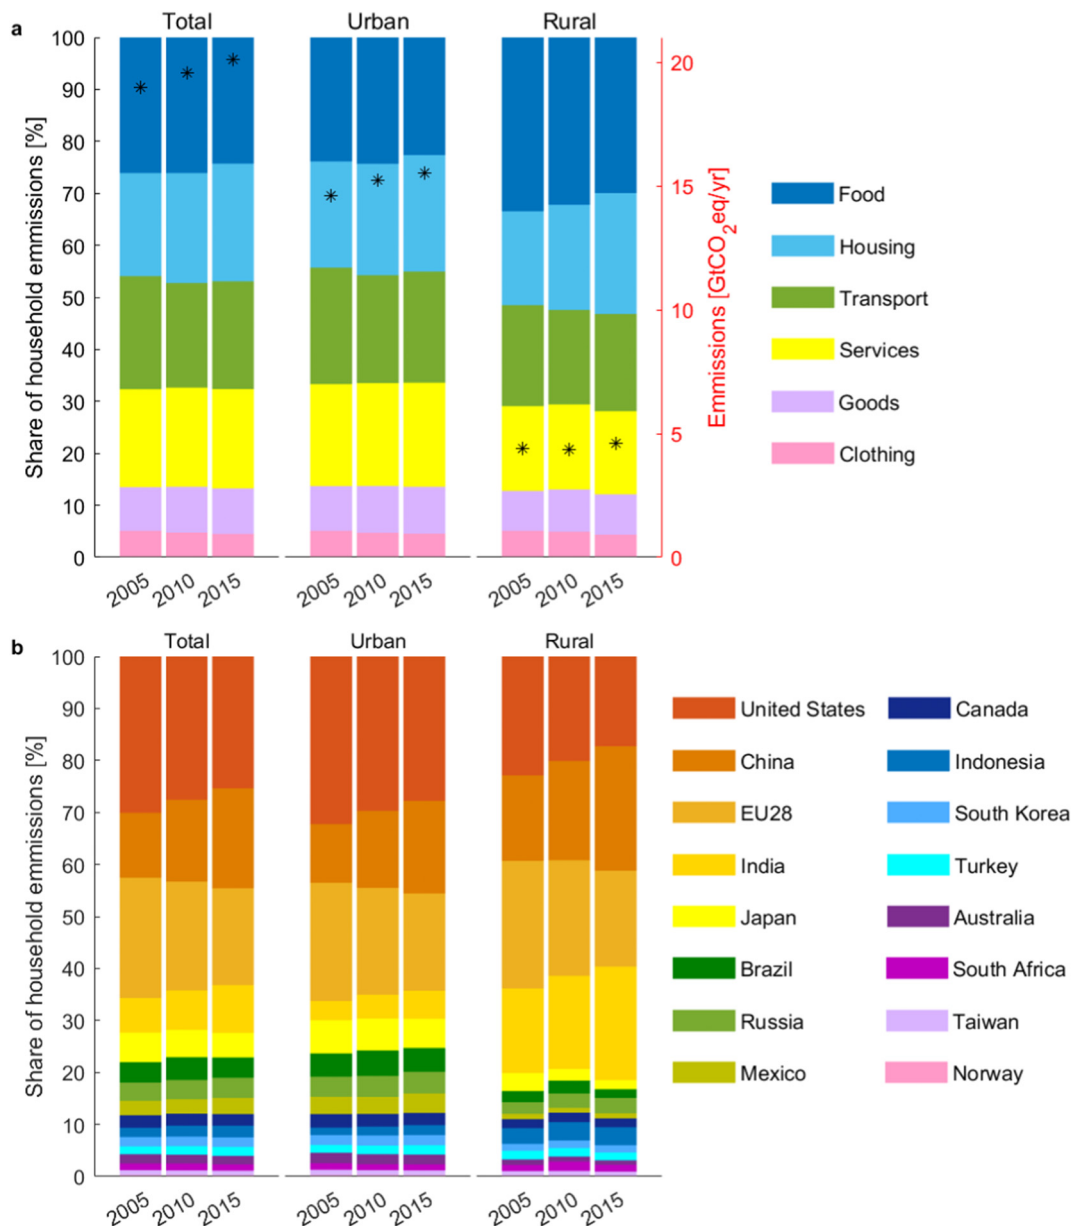 a
Total Urban Rural
Share of household emmissions [%]
100
90
80
70
60
50
40
30
20
10
0
20
15
10
5
0
Emmissions [GtCO2eq/yr]
2005 2010 2015 2005 2010 2015 2005 2010 2015
Food
Housing
Transport
Services
Goods
Clothing
b
Total Urban Rural
Share of household emmissions [%]
100
90
80
70
60
50
40
30
20
10
0
2005 2010 2015 2005 2010 2015 2005 2010 2015
United States
China
EU28
India
Japan
Brazil
Russia
Mexico
Canada
Indonesia
South Korea
Turkey
Australia
South Africa
Taiwan
Norway